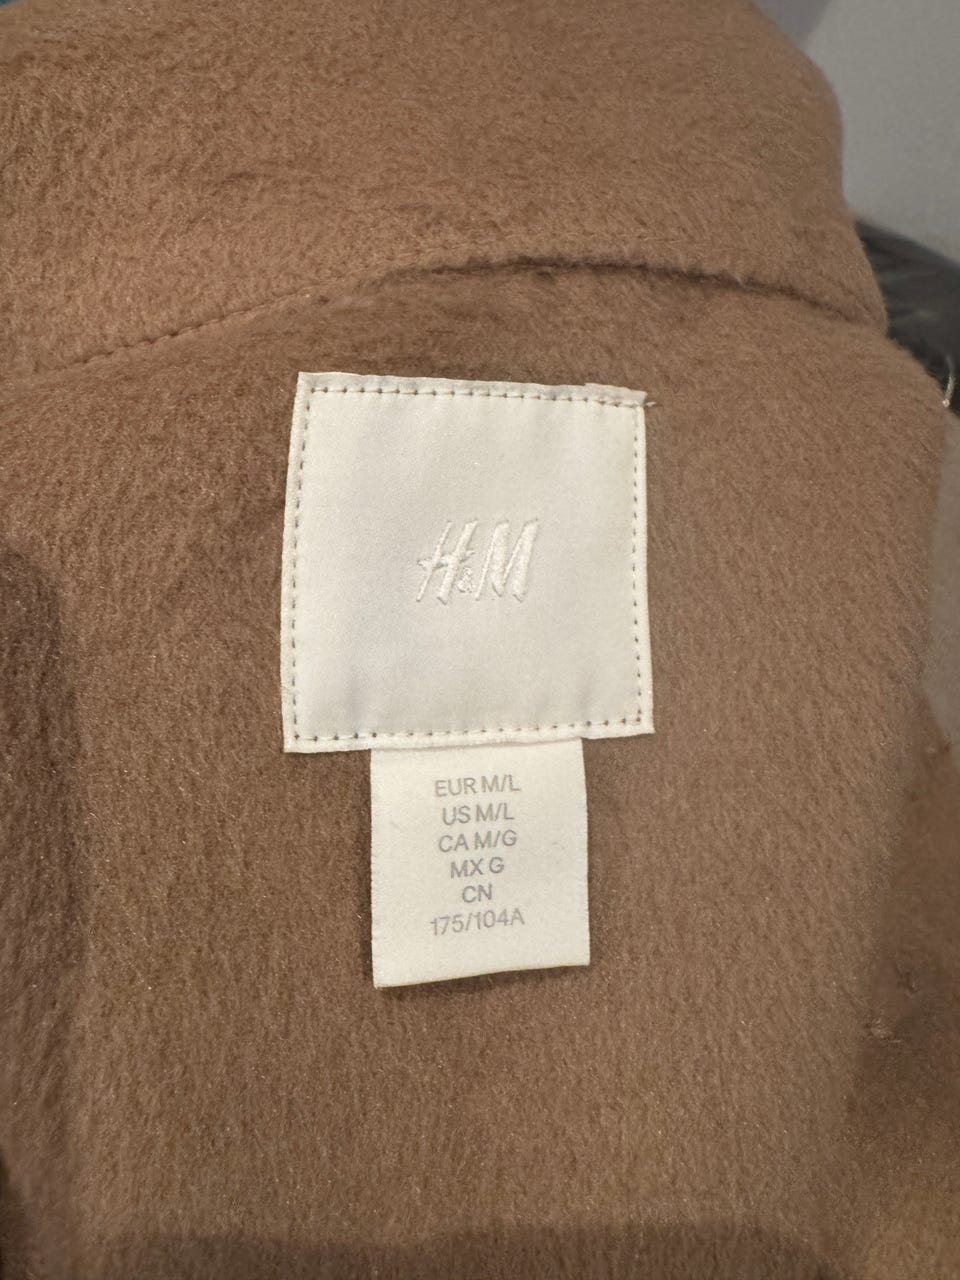 H&M
EUR M/L
US M/L
CA M/G
MX G
CN
175/104A